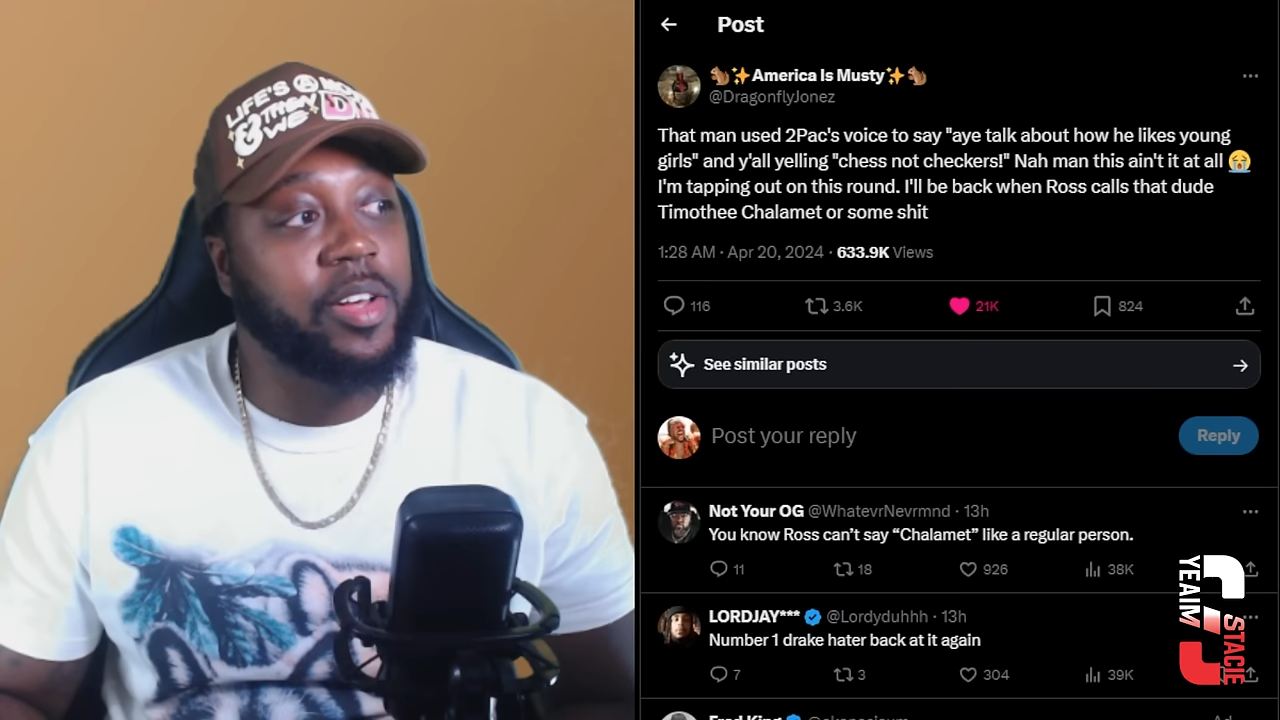 LIFE'S A
& THEN
WE
Post
🐿️✨America Is Musty✨🐿️
@DragonflyJonez
That man used 2Pac's voice to say "aye talk about how he likes young
girls" and y'all yelling "chess not checkers!" Nah man this ain't it at all 😭
I'm tapping out on this round. I'll be back when Ross calls that dude
Timothee Chalamet or some shit
1:28 AM · Apr 20, 2024 · 633.9K Views
116 3.6K 21K 824
See similar posts
Post your reply
Reply
Not Your OG @WhatevrNevrmnd · 13h
You know Ross can’t say “Chalamet” like a regular person.
11 18 926 38K
LORDJAY*** @Lordyduhhh · 13h
Number 1 drake hater back at it again
7 3 304 39K
YEAIM
STACIE